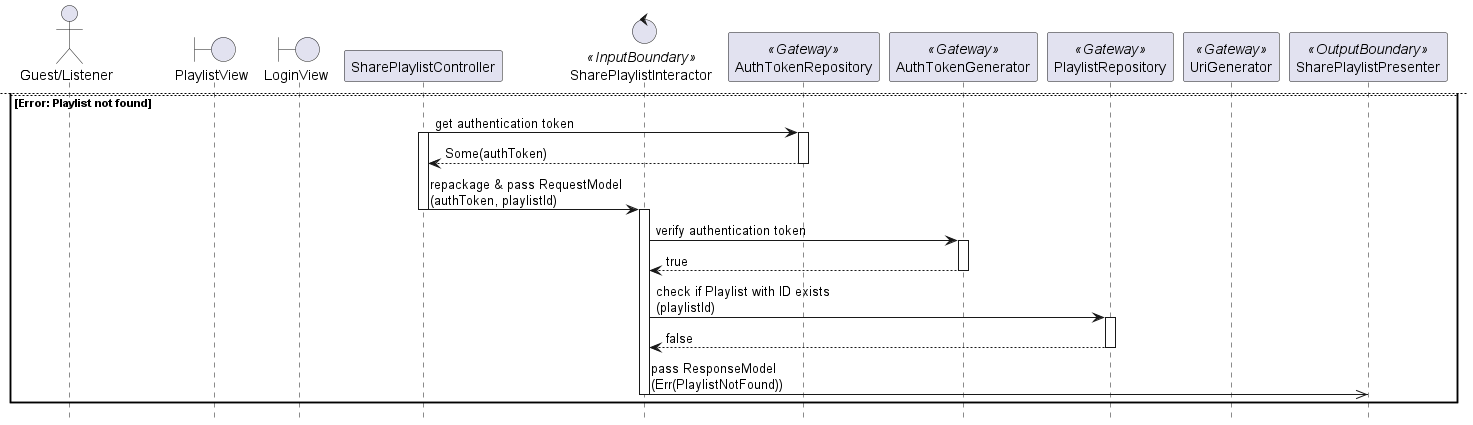 «InputBoundary»
«Gateway»
«Gateway»
«Gateway»
«Gateway»
«OutputBoundary»
Guest/Listener
PlaylistView
LoginView
SharePlaylistController
SharePlaylistInteractor
AuthTokenRepository
AuthTokenGenerator
PlaylistRepository
UriGenerator
SharePlaylistPresenter
[Error: Playlist not found]
get authentication token
Some(authToken)
repackage & pass RequestModel
(authToken, playlistId)
verify authentication token
true
check if Playlist with ID exists
(playlistId)
false
pass ResponseModel
(Err(PlaylistNotFound))